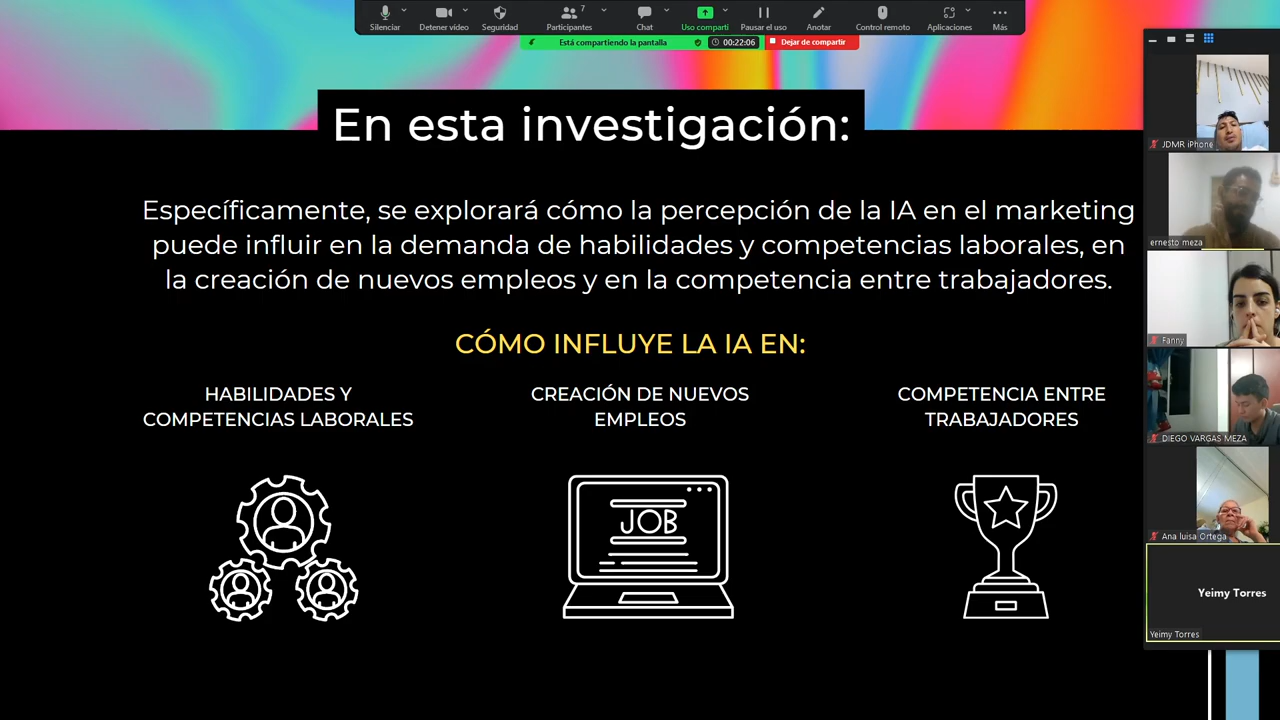 Silenciar
Detener video
Seguridad
7
Participantes
Chat
Uso comparti
Pausar el uso
Anotar
Control remoto
Aplicaciones
Más
Está compartiendo la pantalla
00:22:06
Dejar de compartir
En esta investigación:
Específicamente, se explorará cómo la percepción de la IA en el marketing
puede influir en la demanda de habilidades y competencias laborales, en
la creación de nuevos empleos y en la competencia entre trabajadores.
CÓMO INFLUYE LA IA EN:
HABILIDADES Y
COMPETENCIAS LABORALES
CREACIÓN DE NUEVOS
EMPLEOS
COMPETENCIA ENTRE
TRABAJADORES
JOB
JDMR iPhone
ernesto meza
Fanny
DIEGO VARGAS MEZA
Ana luisa Ortega
Yeimy Torres
Yeimy Torres